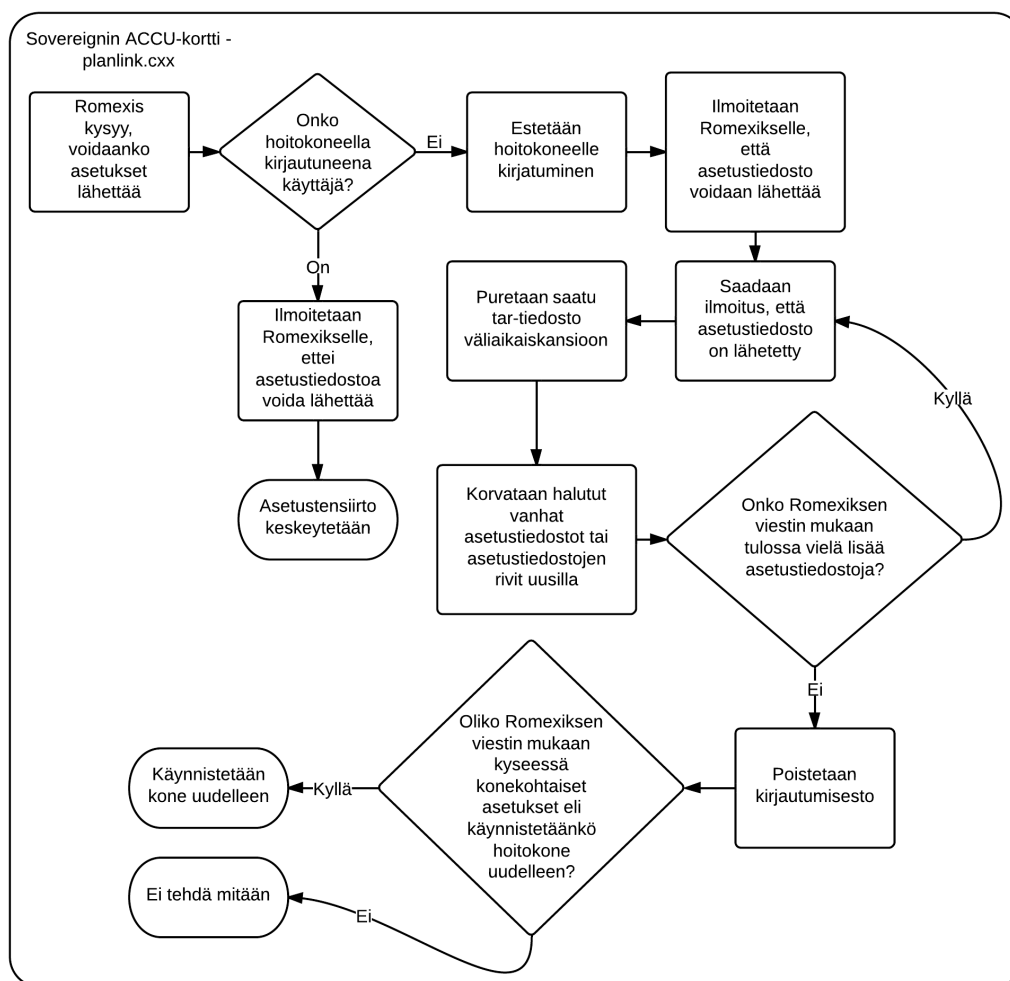 Sovereignin ACCU-kortti -
planlink.cxx
Romexis
kysyy,
voidaanko
asetukset
lähettää
Onko
hoitokoneella
kirjautuneena
käyttäjä?
Ei
Estetään
hoitokoneelle
kirjatuminen
Ilmoitetaan
Romexikselle,
että
asetustiedosto
voidaan lähettää
On
Ilmoitetaan
Romexikselle,
ettei
asetustiedostoa
voida lähettää
Asetustensiirto
keskeytetään
Saadaan
ilmoitus, että
asetustiedosto
on lähetetty
Puretaan saatu
tar-tiedosto
väliaikaiskansioon
Korvataan halutut
vanhat
asetustiedostot tai
asetustiedostojen
rivit uusilla
Onko Romexiksen
viestin mukaan
tulossa vielä lisää
asetustiedostoja?
Kyllä
Ei
Poistetaan
kirjautumisesto
Oliko Romexiksen
viestin mukaan
kyseessä
konekohtaiset
asetukset eli
käynnistetäänkö
hoitokone
uudelleen?
Kyllä
Käynnistetään
kone uudelleen
Ei
Ei tehdä mitään